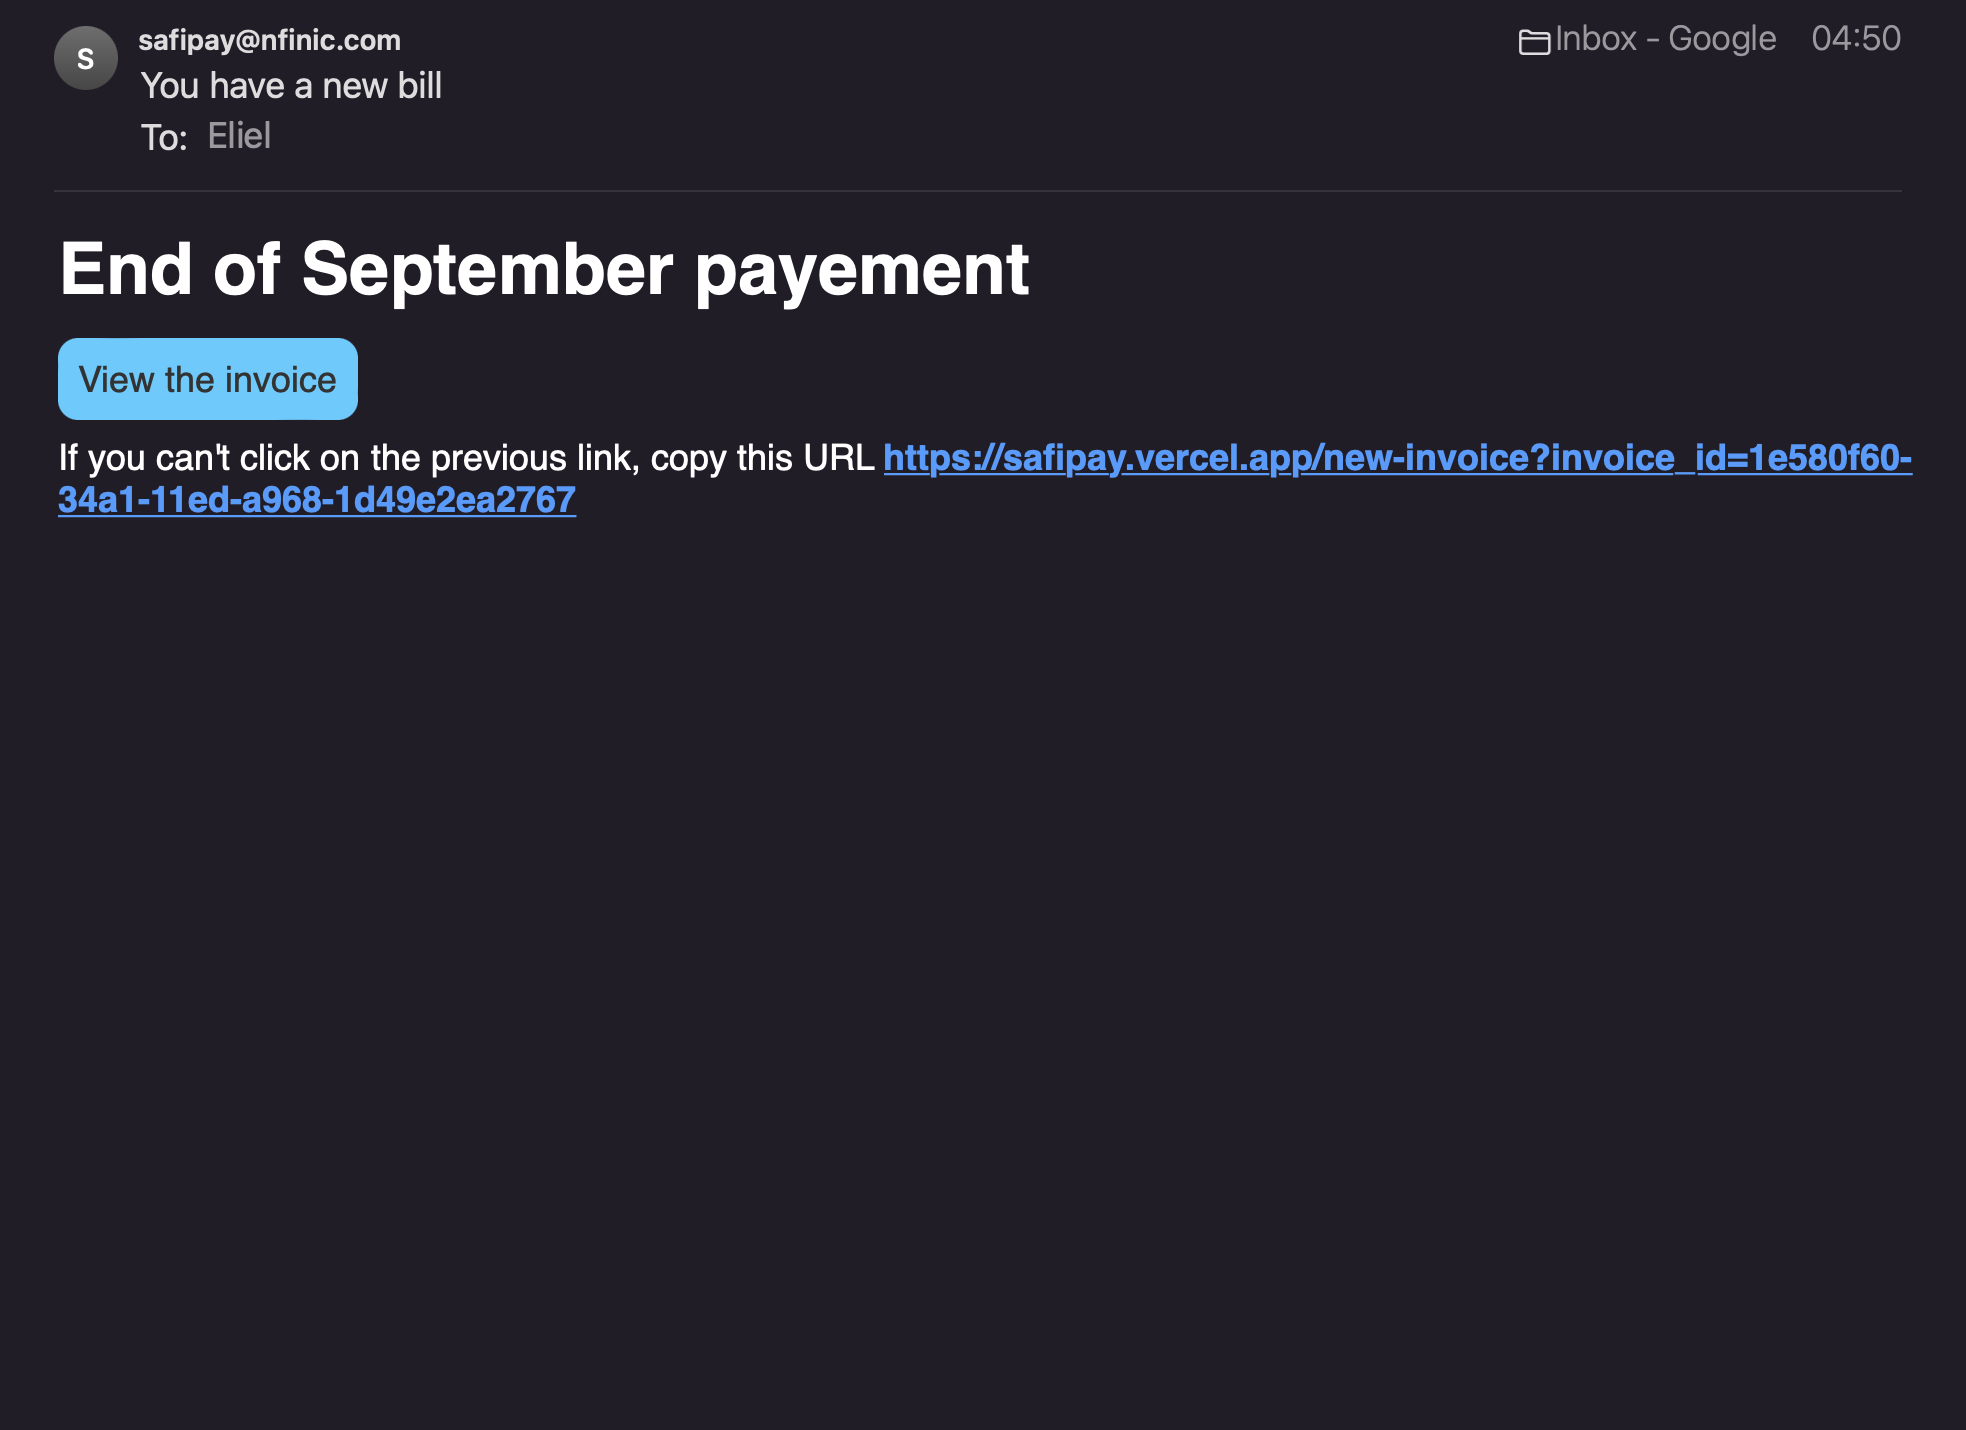 S
safipay@nfinic.com
Inbox - Google 04:50
You have a new bill
To: Eliel
End of September payement
View the invoice
If you can't click on the previous link, copy this URL https://safipay.vercel.app/new-invoice?invoice_id=1e580f60-
34a1-11ed-a968-1d49e2ea2767